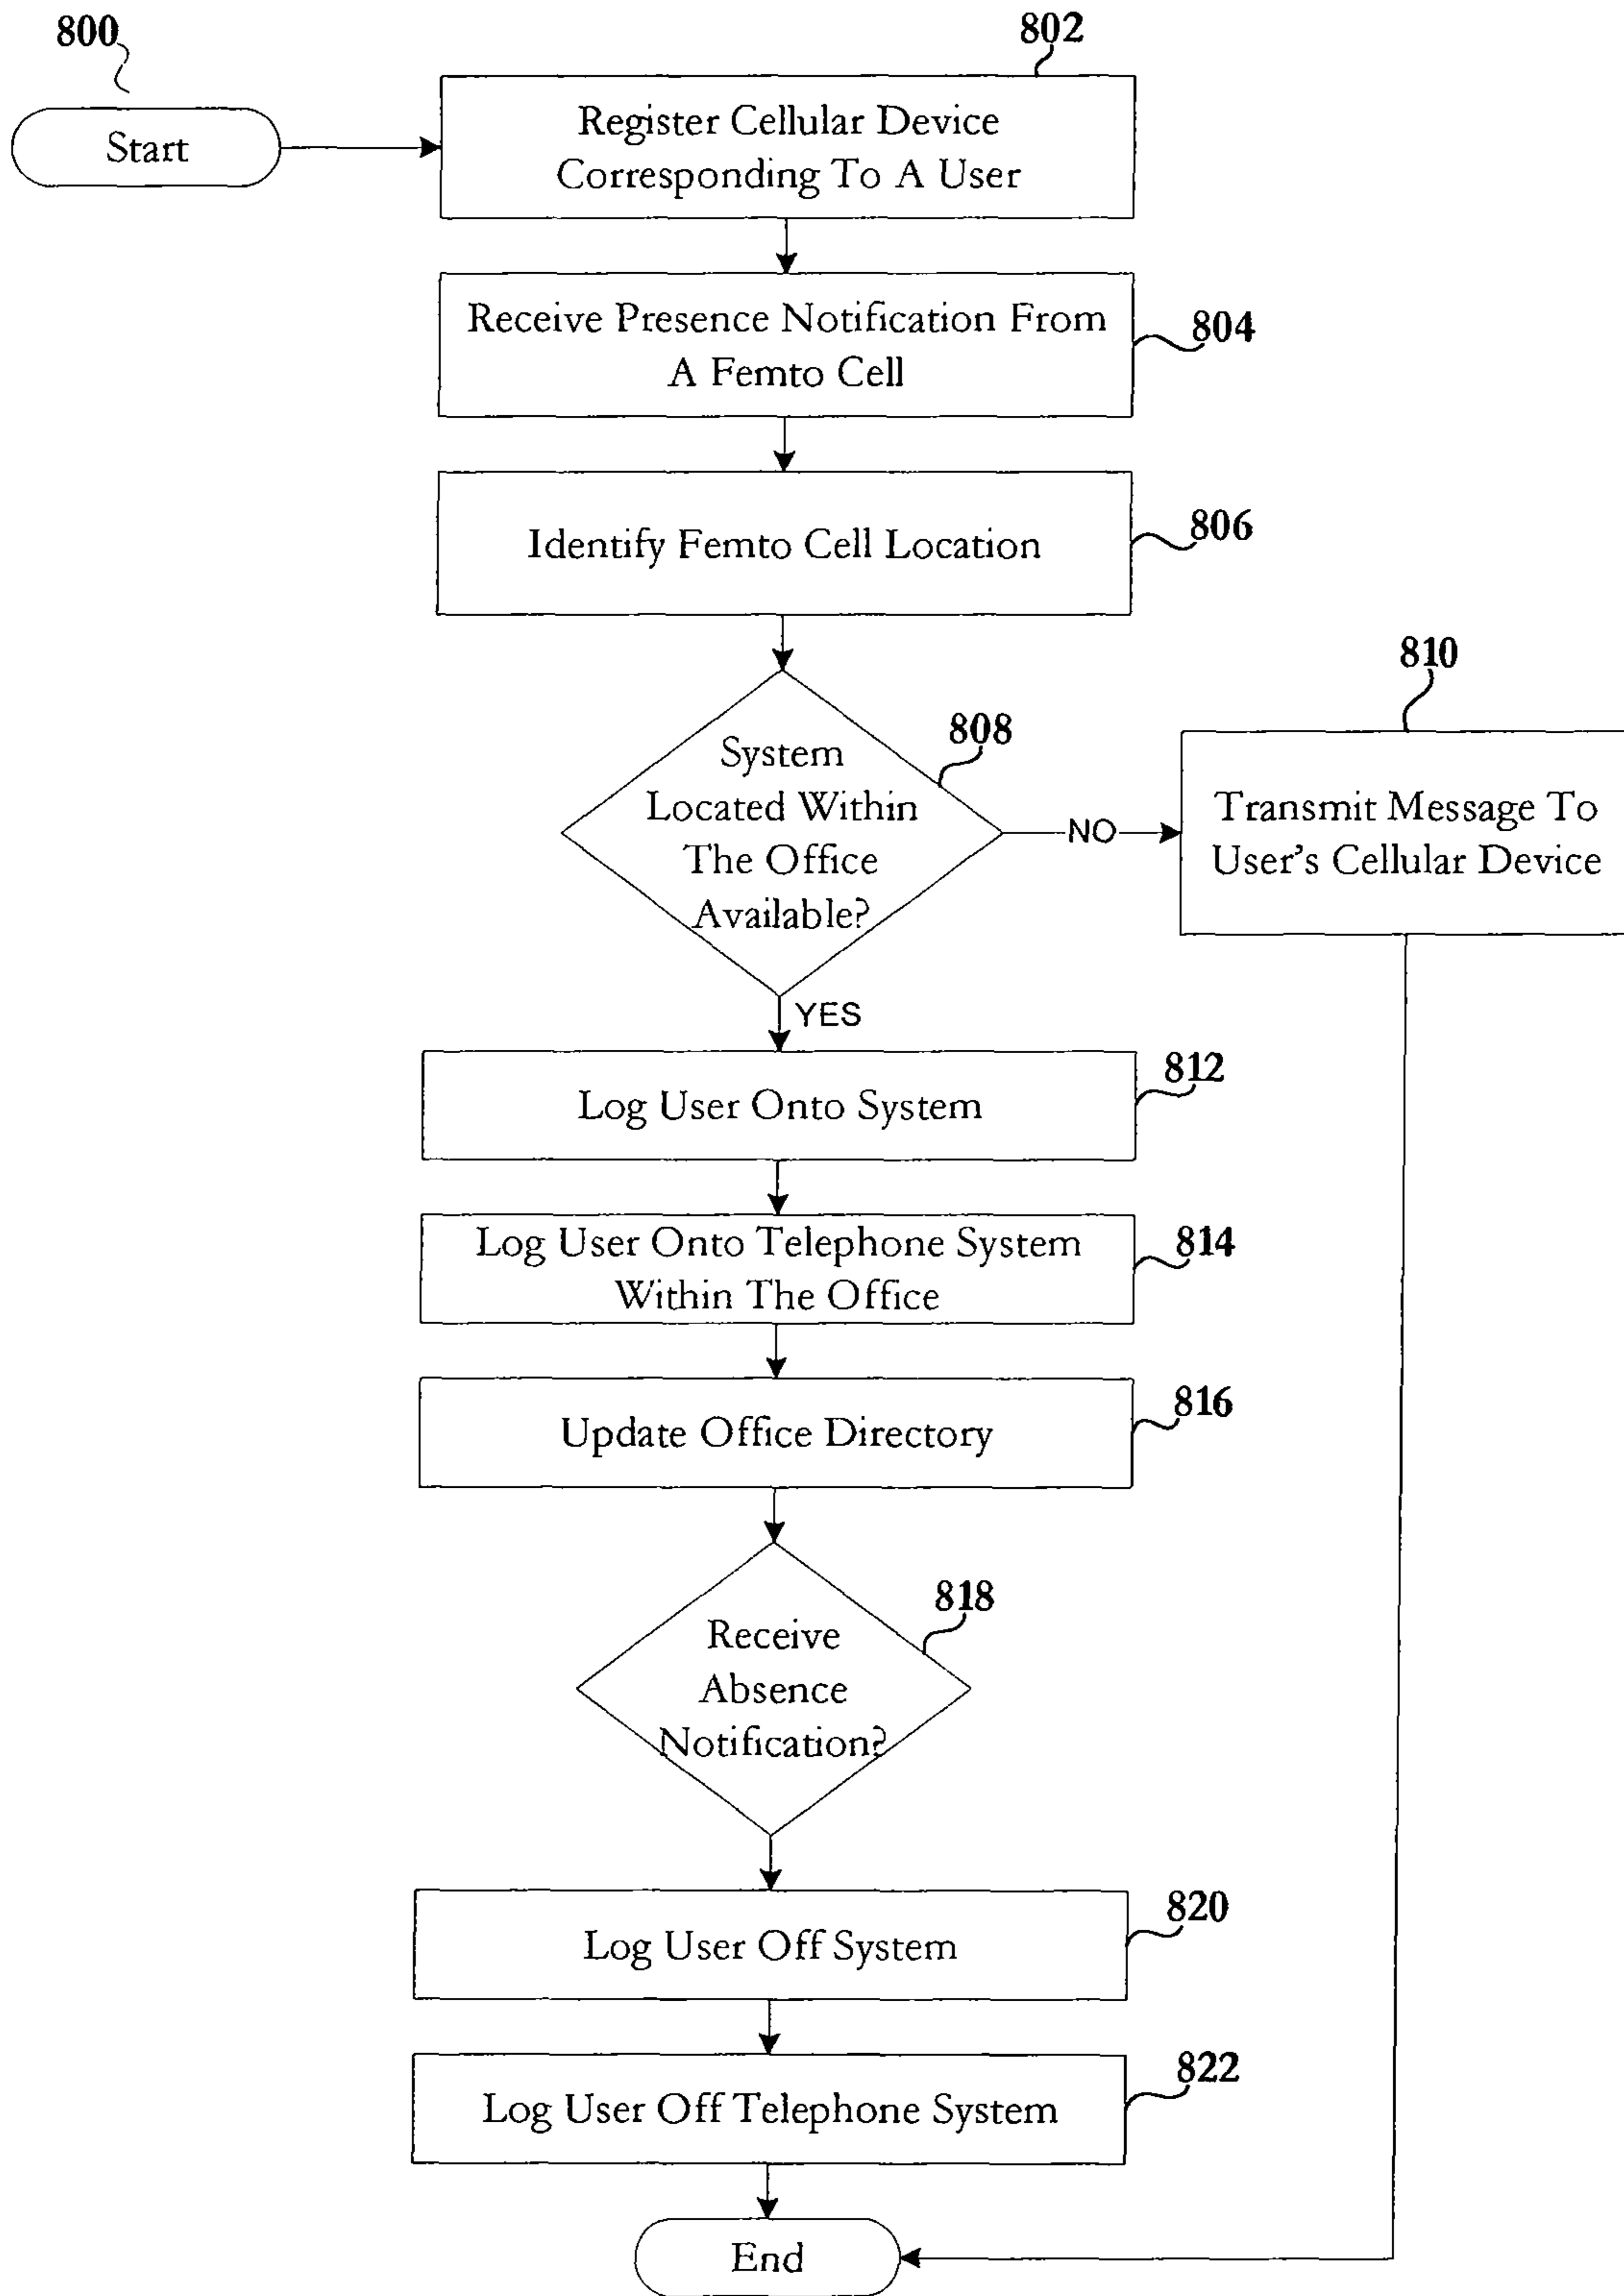 800
Start
802
Register Cellular Device
Corresponding To A User
Receive Presence Notification From
A Femto Cell
804
Identify Femto Cell Location
806
System
Located Within
The Office
Available?
808
NO
810
Transmit Message To
User's Cellular Device
YES
Log User Onto System
812
Log User Onto Telephone System
Within The Office
814
Update Office Directory
816
Receive
Absence
Notification?
818
Log User Off System
820
Log User Off Telephone System
822
End